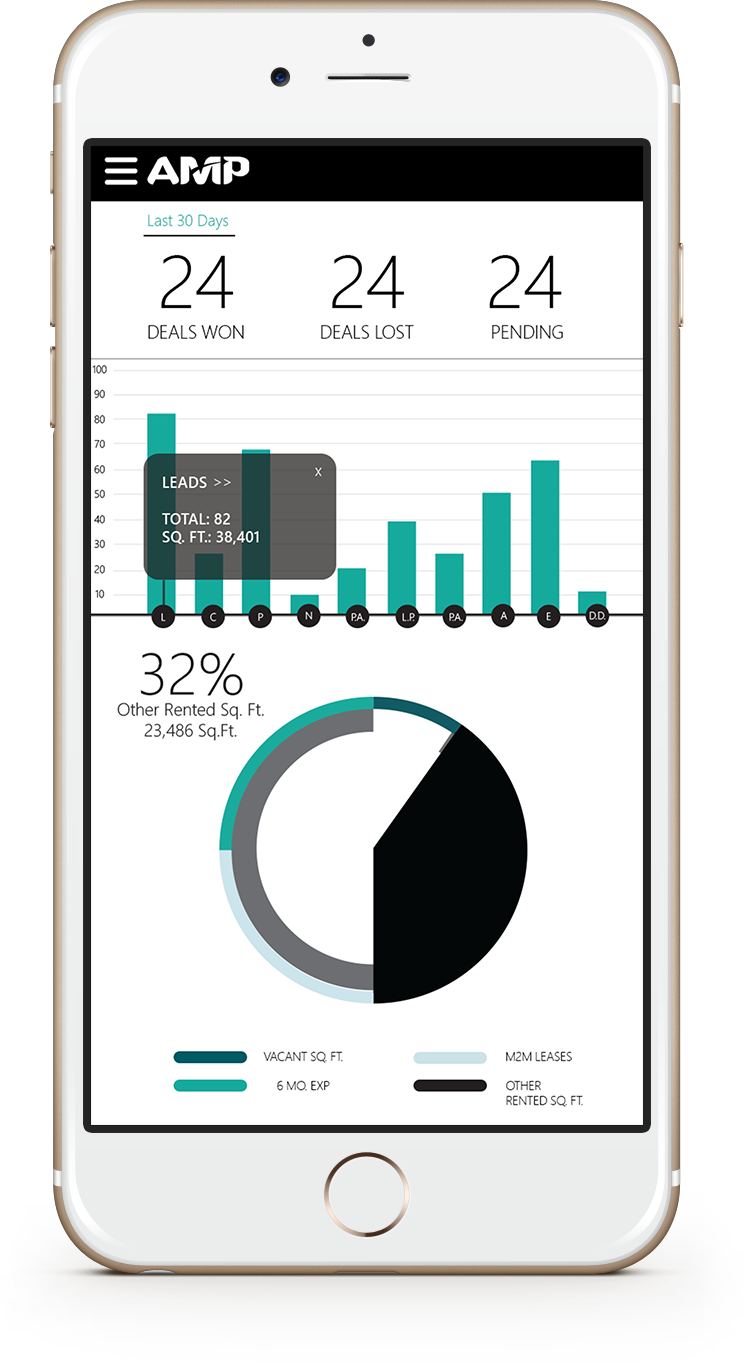 AMP
Last 30 Days
24 24 24
DEALS WON DEALS LOST PENDING
100
90
80
70
60
50
40
30
20
10
LEADS >> X
TOTAL: 82
SQ. FT.: 38,401
L C P N P.A. L.P. P.A. A E D.D.
32%
Other Rented Sq. Ft.
23,486 Sq.Ft.
VACANT SQ. FT. M2M LEASES
6 MO. EXP OTHER
RENTED SQ. FT.